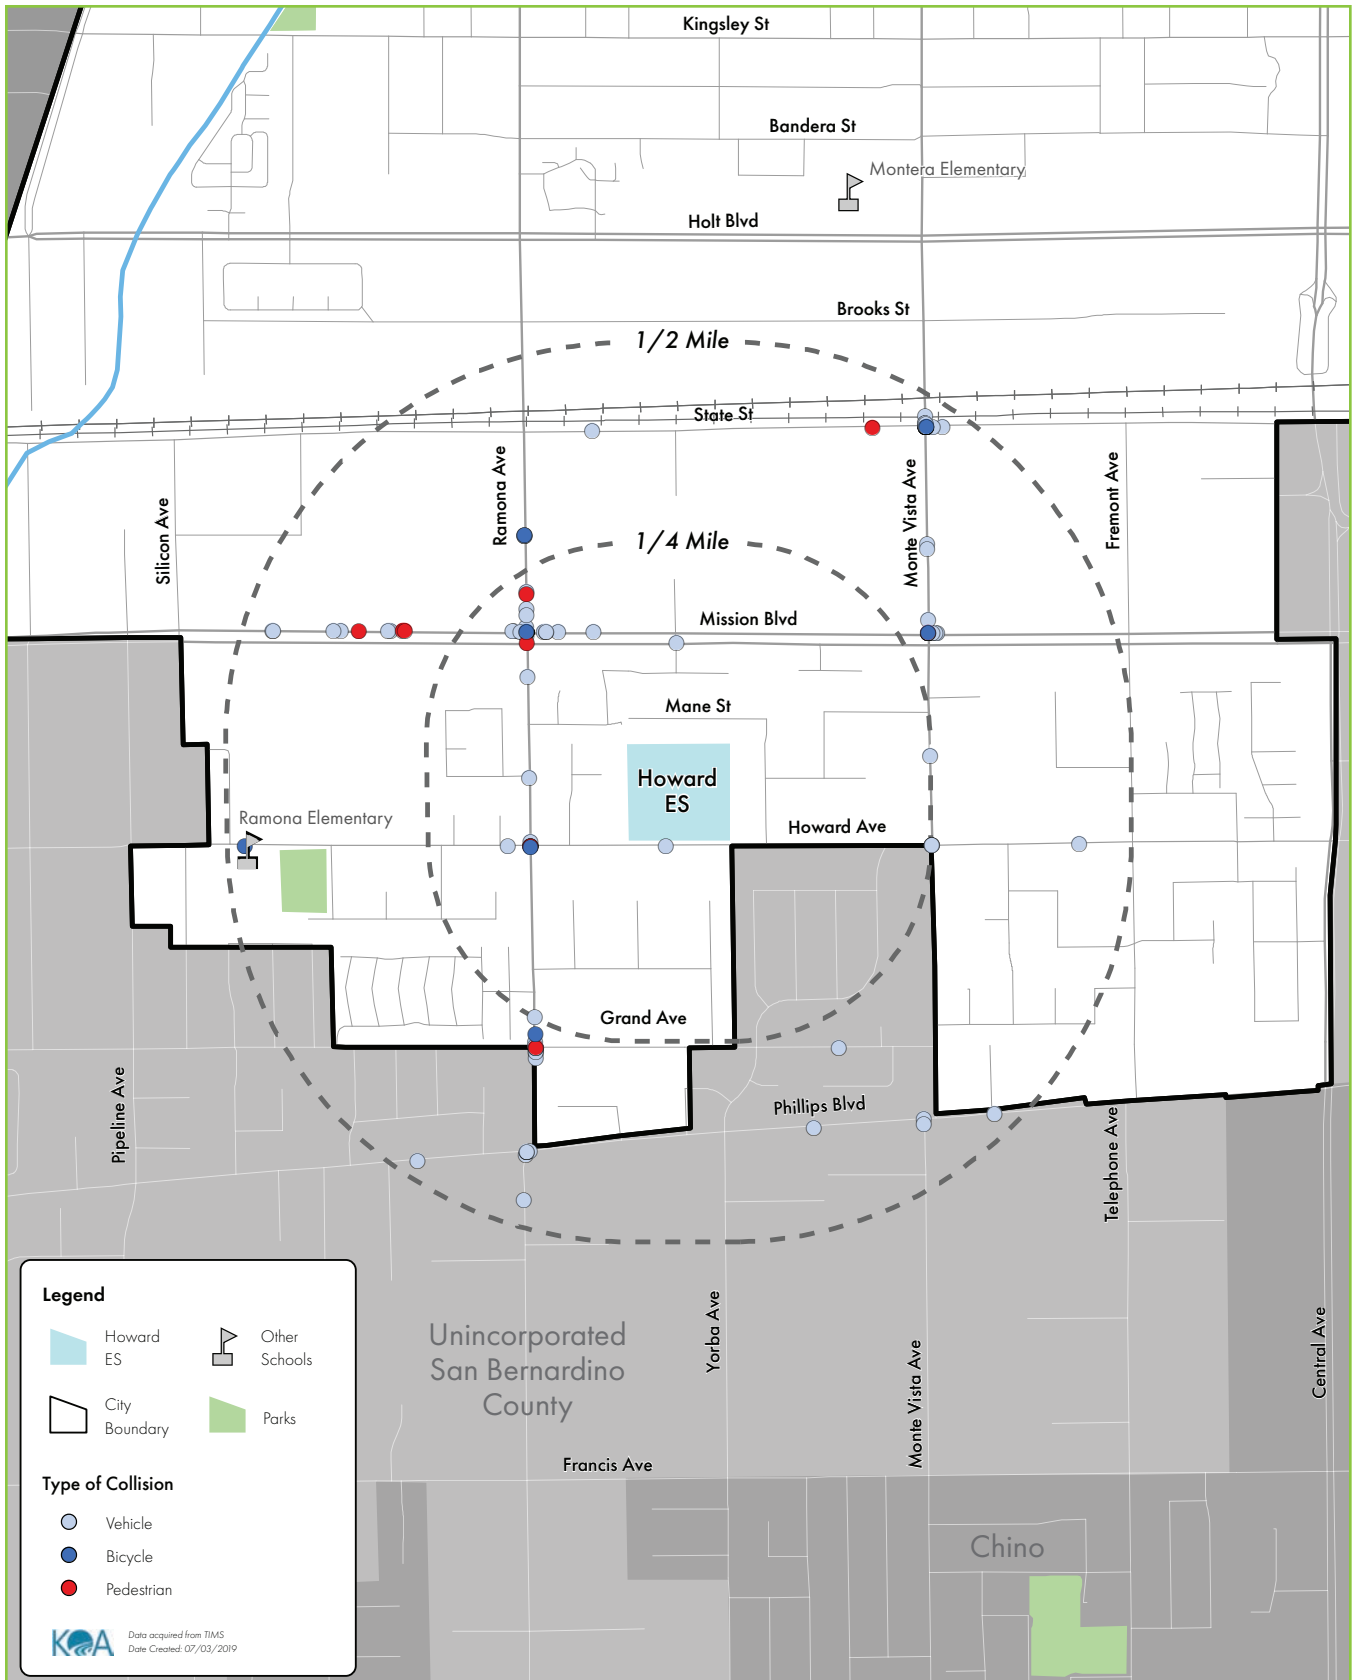 Kingsley St
Bandera St
Montera Elementary
Holt Blvd
Brooks St
1/2 Mile
State St
Ramona Ave
Monte Vista Ave
Fremont Ave
Silicon Ave
1/4 Mile
Mission Blvd
Mane St
Howard
ES
Ramona Elementary
Howard Ave
Grand Ave
Pipeline Ave
Phillips Blvd
Telephone Ave
Yorba Ave
Monte Vista Ave
Central Ave
Unincorporated
San Bernardino
County
Francis Ave
Chino
Legend
Howard
ES
Other
Schools
City
Boundary
Parks
Type of Collision
Vehicle
Bicycle
Pedestrian
KOA
Data acquired from TIMS
Date Created: 07/03/2019